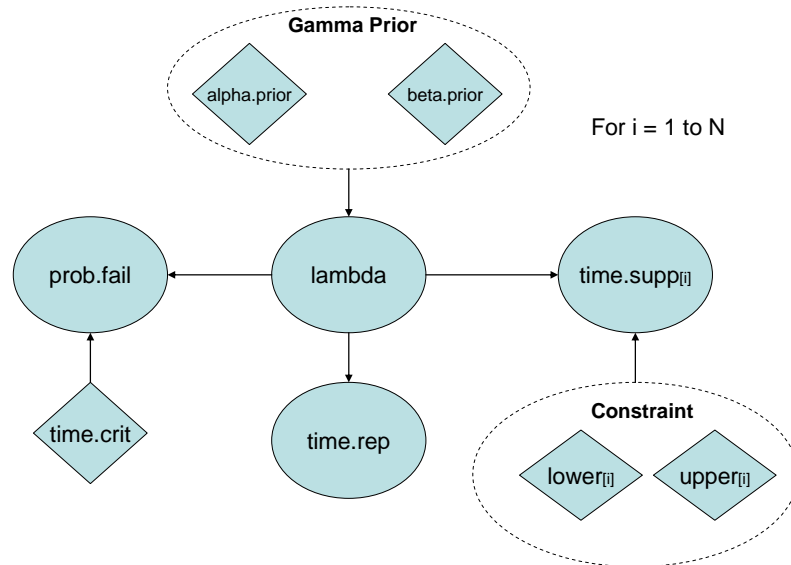 Gamma Prior
alpha.prior
beta.prior
For i = 1 to N
prob.fail
lambda
time.supp[i]
time.crit
time.rep
Constraint
lower[i]
upper[i]